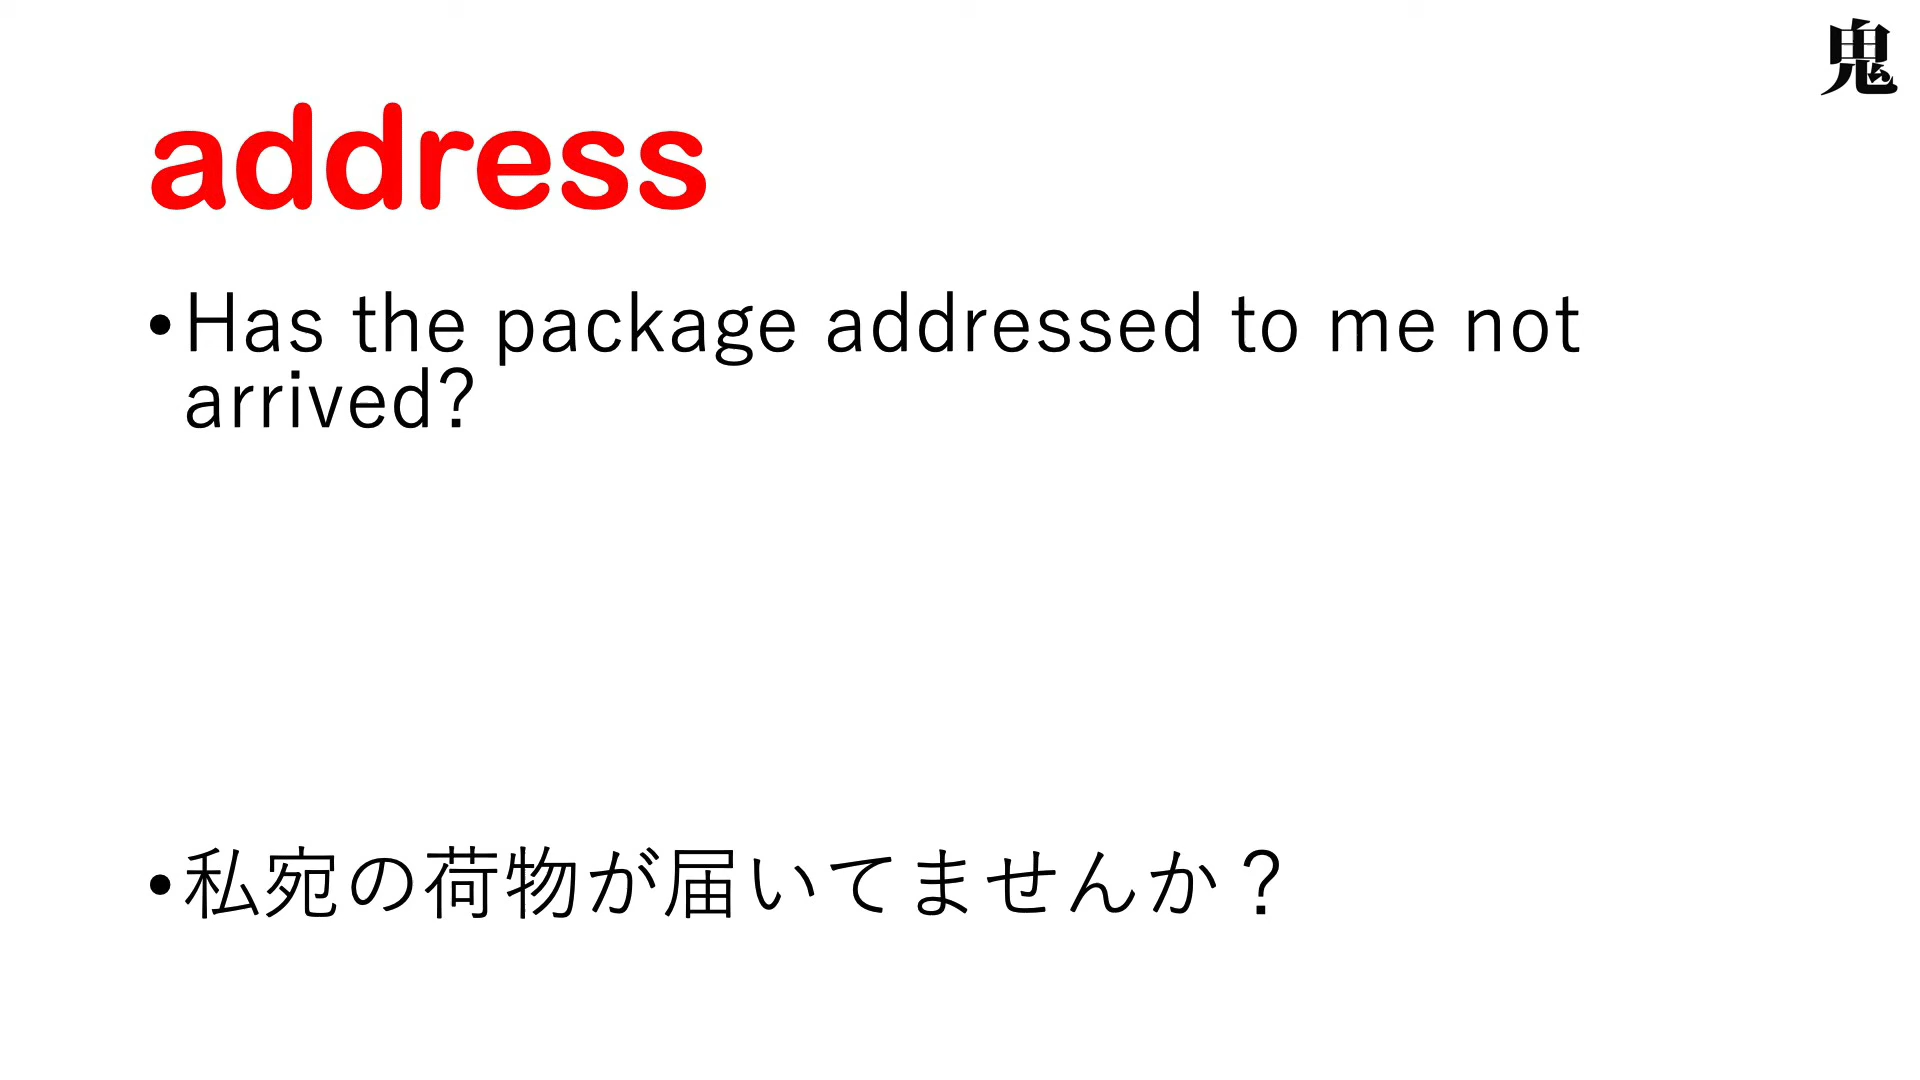 鬼
address
•Has the package addressed to me not
arrived?
•私宛の荷物が届いてませんか？